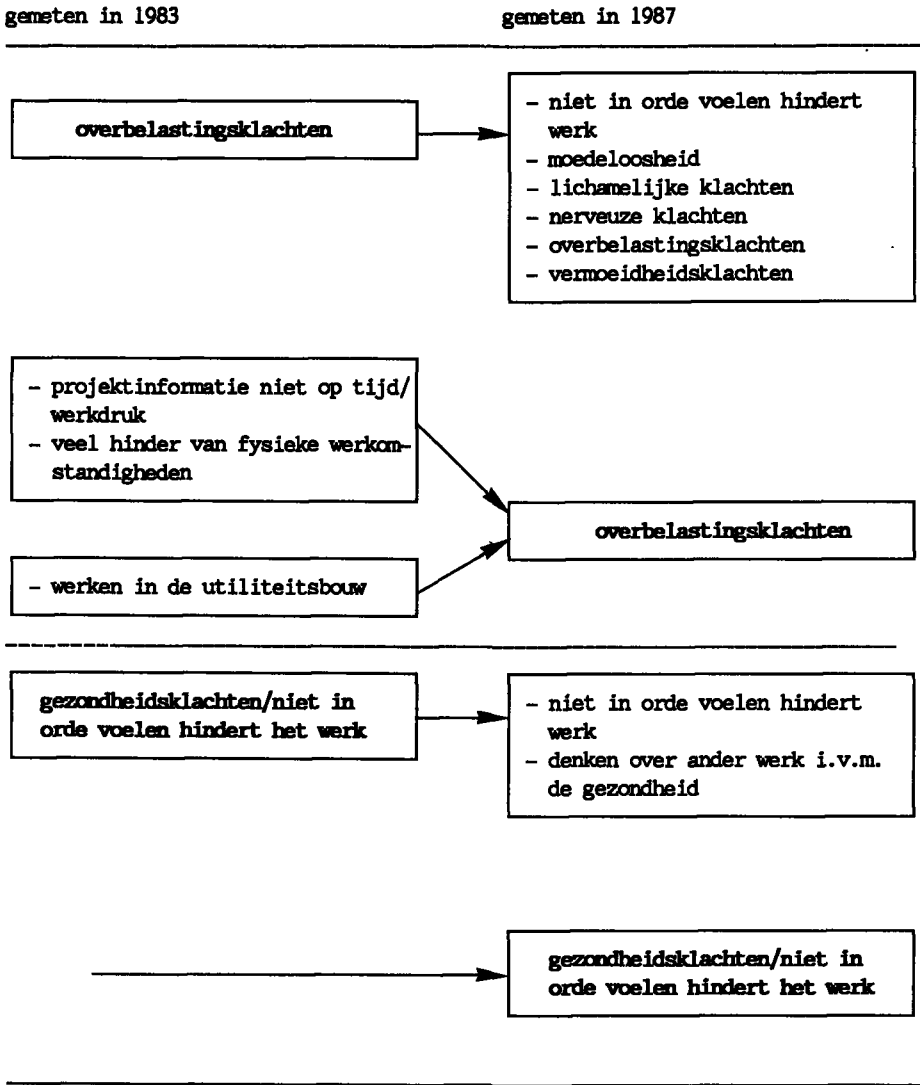 gemeten in 1983
gemeten in 1987
overbelastingsklachten
– niet in orde voelen hindert
werk
– moedeloosheid
– lichamelijke klachten
– nerveuze klachten
– overbelastingsklachten
– vermoeidheidsklachten
– projektinformatie niet op tijd/
werkdruk
– veel hinder van fysieke werkom-
standigheden
overbelastingsklachten
– werken in de utiliteitsbouw
gezondheidsklachten/niet in
orde voelen hindert het werk
– niet in orde voelen hindert
werk
– denken over ander werk i.v.m.
de gezondheid
gezondheidsklachten/niet in
orde voelen hindert het werk